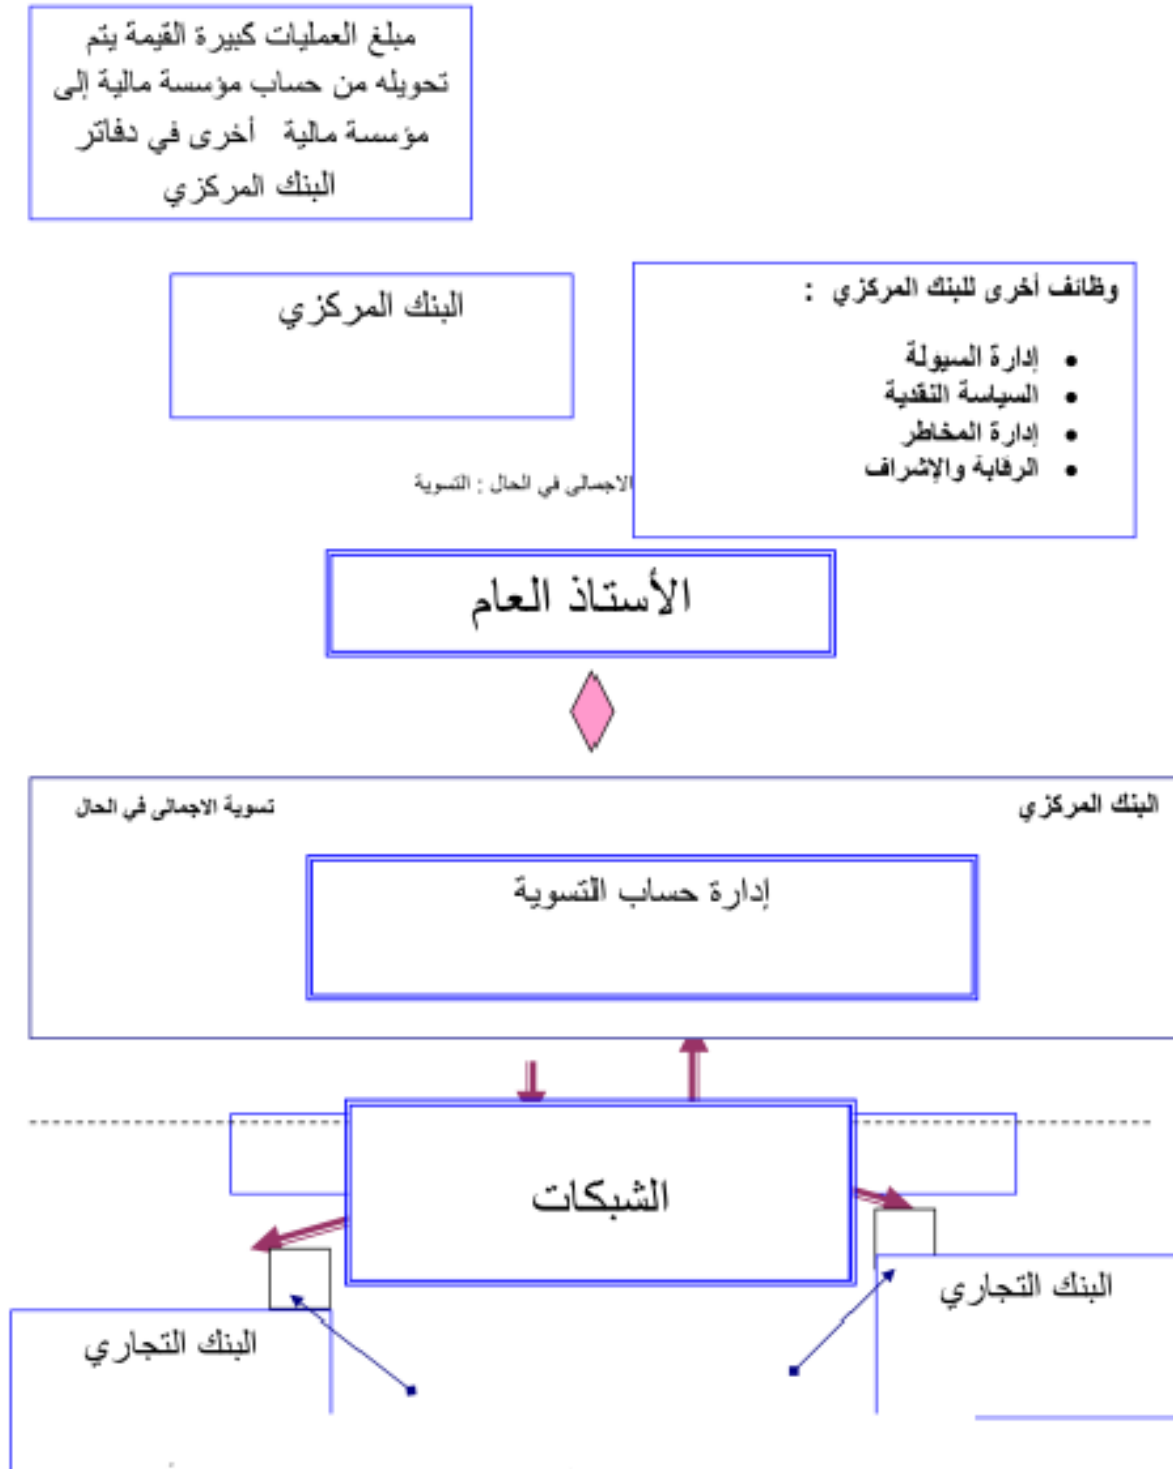 مبلغ العمليات كبيرة القيمة يتم
تحويله من حساب مؤسسة مالية إلى
مؤسسة مالية أخرى في دفاتر
البنك المركزي
وظائف أخرى للبنك المركزي :
البنك المركزي
• إدارة السيولة
• السياسة النقدية
• إدارة المخاطر
• الرقابة والإشراف
الاجمالى في الحال : التسوية
الأستاذ العام
البنك المركزي
تسوية الاجمالى في الحال
إدارة حساب التسوية
الشبكات
البنك التجاري
البنك التجاري